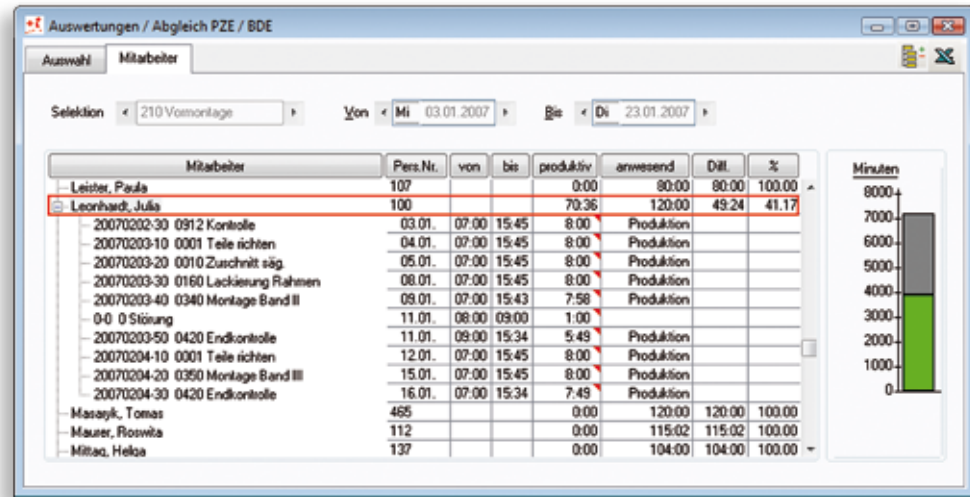 Auswertungen / Abgleich PZE / BDE
Auswahl Mitarbeiter
Selektion 210 Vormontage Von Mi 03.01.2007 Bis Di 23.01.2007
Mitarbeiter Pers.Nr. von bis produktiv anwesend Diff. %
Leister, Paula 107 0:00 80:00 80:00 100.00
Leonhardt, Julia 100 70:36 120:00 49:24 41.17
20070202-30 0912 Kontrolle 03.01. 07:00 15:45 8:00 Produktion
20070203-10 0001 Teile richten 04.01. 07:00 15:45 8:00 Produktion
20070203-20 0010 Zuschnitt säg. 05.01. 07:00 15:45 8:00 Produktion
20070203-30 0160 Lackierung Rahmen 08.01. 07:00 15:45 8:00 Produktion
20070203-40 0340 Montage Band II 09.01. 07:00 15:43 7:58 Produktion
0-0 0 Störung 11.01. 08:00 09:00 1:00
20070203-50 0420 Endkontrolle 11.01. 09:00 15:34 5:49 Produktion
20070204-10 0001 Teile richten 12.01. 07:00 15:45 8:00 Produktion
20070204-20 0350 Montage Band III 15.01. 07:00 15:45 8:00 Produktion
20070204-30 0420 Endkontrolle 16.01. 07:00 15:34 7:49 Produktion
Masaryk, Tomas 465 0:00 120:00 120:00 100.00
Maurer, Roswita 112 0:00 115:02 115:02 100.00
Mittag, Helga 137 0:00 104:00 104:00 100.00
Minuten
8000
7000
6000
5000
4000
3000
2000
1000
0